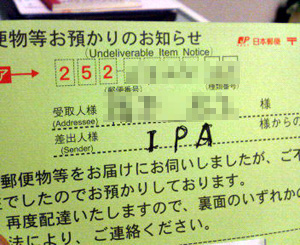 便物等お預かりのお知らせ
(Undeliverable Item Notice)
JP 日本郵便 〒
ア 252
(郵便番号) (種類番号)
受取人様
(Addressee)
様
差出人様
(Sender)
IPA
様からの
郵便物等をお届けにお伺いしましたが、ご不
でしたのでお預かりしております。
再度配達いたしますので、裏面のいずれかの
法により、ご連絡ください。